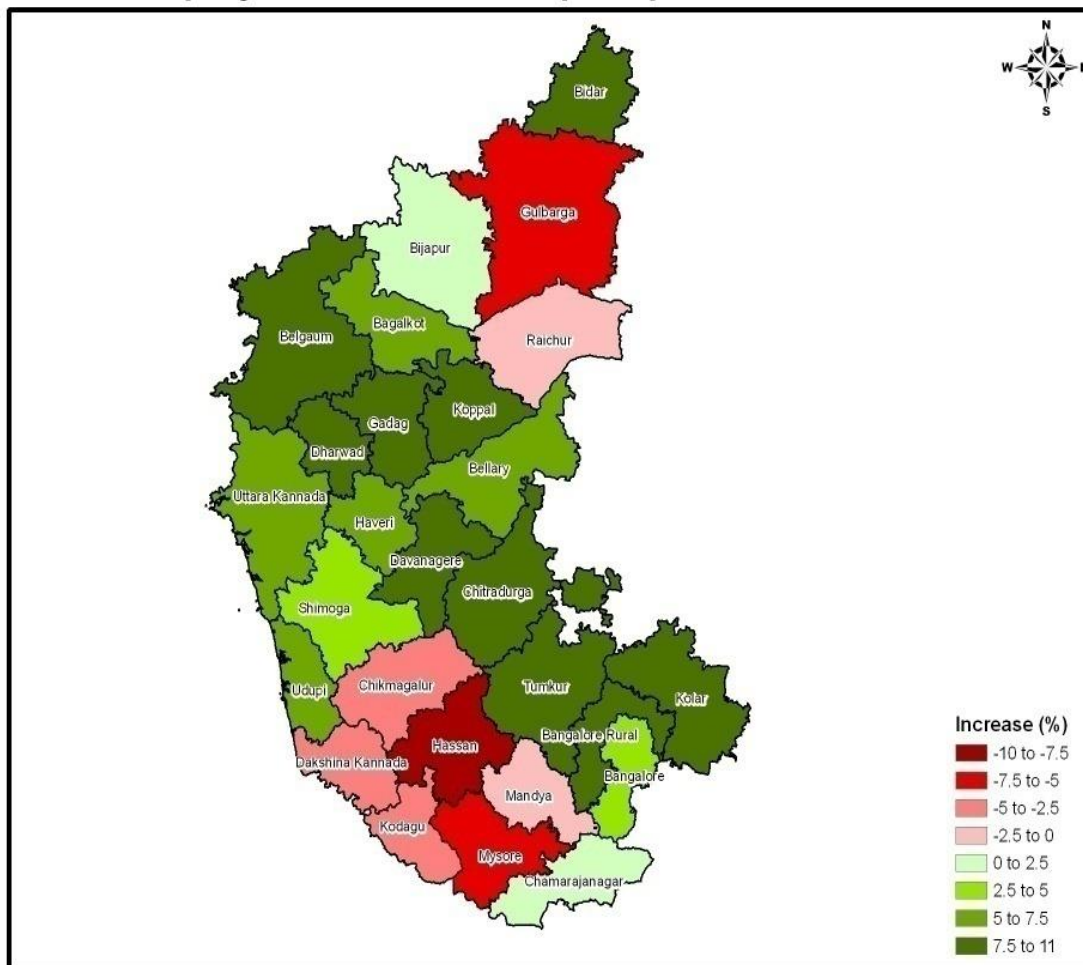 N
W
S
Bidar
Gulbarga
Bijapur
Raichur
Bagalkot
Belgaum
Koppal
Gadag
Dharwad
Bellary
Uttara Kannada
Haveri
Davanagere
Chitradurga
Shimoga
Chikmagalur
Udupi
Tumkur
Kolar
Bangalore Rural
Hassan
Dakshina Kannada
Bangalore
Mandya
Kodagu
Mysore
Chamarajanagar
Increase (%)
-10 to -7.5
-7.5 to -5
-5 to -2.5
-2.5 to 0
0 to 2.5
2.5 to 5
5 to 7.5
7.5 to 11